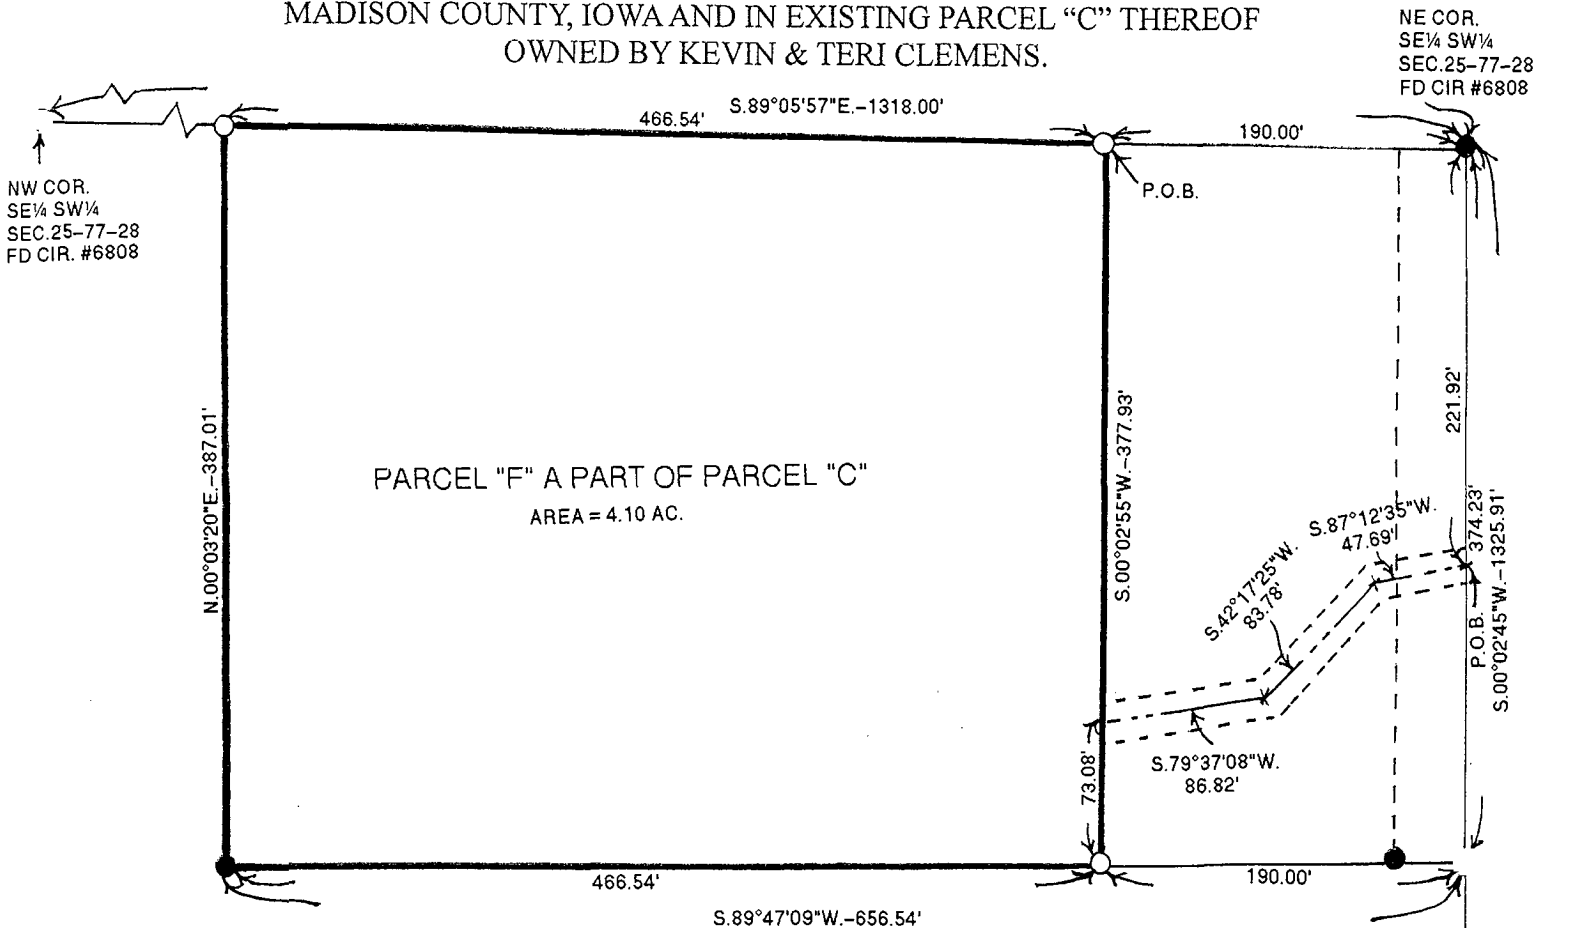 MADISON COUNTY, IOWA AND IN EXISTING PARCEL “C” THEREOF
OWNED BY KEVIN & TERI CLEMENS.
NE COR.
SE¼ SW¼
SEC.25–77–28
FD CIR #6808
S.89°05'57"E.–1318.00'
466.54'
190.00'
P.O.B.
NW COR.
SE¼ SW¼
SEC.25–77–28
FD CIR. #6808
N.00°03'20"E.–387.01'
PARCEL "F" A PART OF PARCEL "C"
AREA = 4.10 AC.
S.00°02'55"W.–377.93'
221.92'
374.23'
S.00°02'45"W.–1325.91'
P.O.B.
S.87°12'35"W.
47.69'
S.42°17'25"W.
83.78'
S.79°37'08"W.
86.82'
73.08'
466.54'
190.00'
S.89°47'09"W.–656.54'